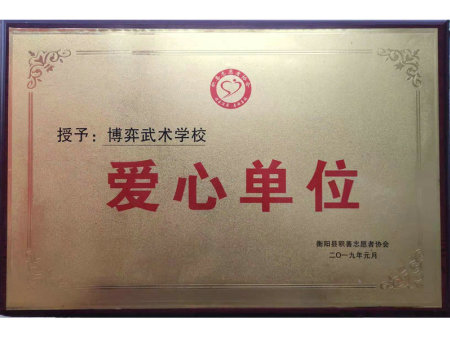 授予：博弈武术学校
爱心单位
衡阳县积善志愿者协会
二〇一九年元月